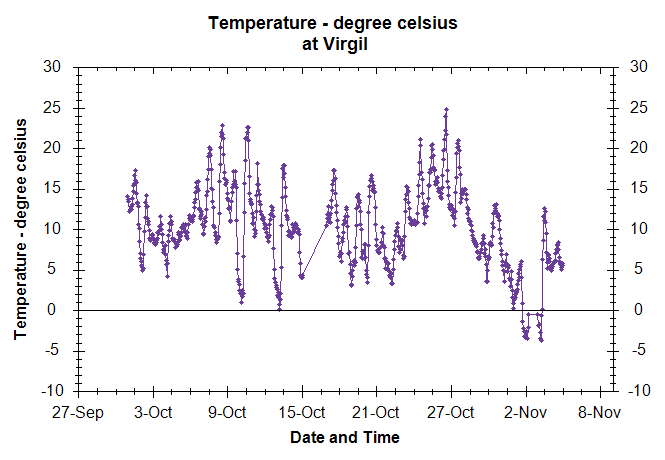 Temperature - degree celsius
at Virgil
30 30
25 25
20 20
15 15
10 10
5 5
0 0
-5 -5
-10 -10
27-Sep 3-Oct 9-Oct 15-Oct 21-Oct 27-Oct 2-Nov 8-Nov
Date and Time
Temperature - degree celsius